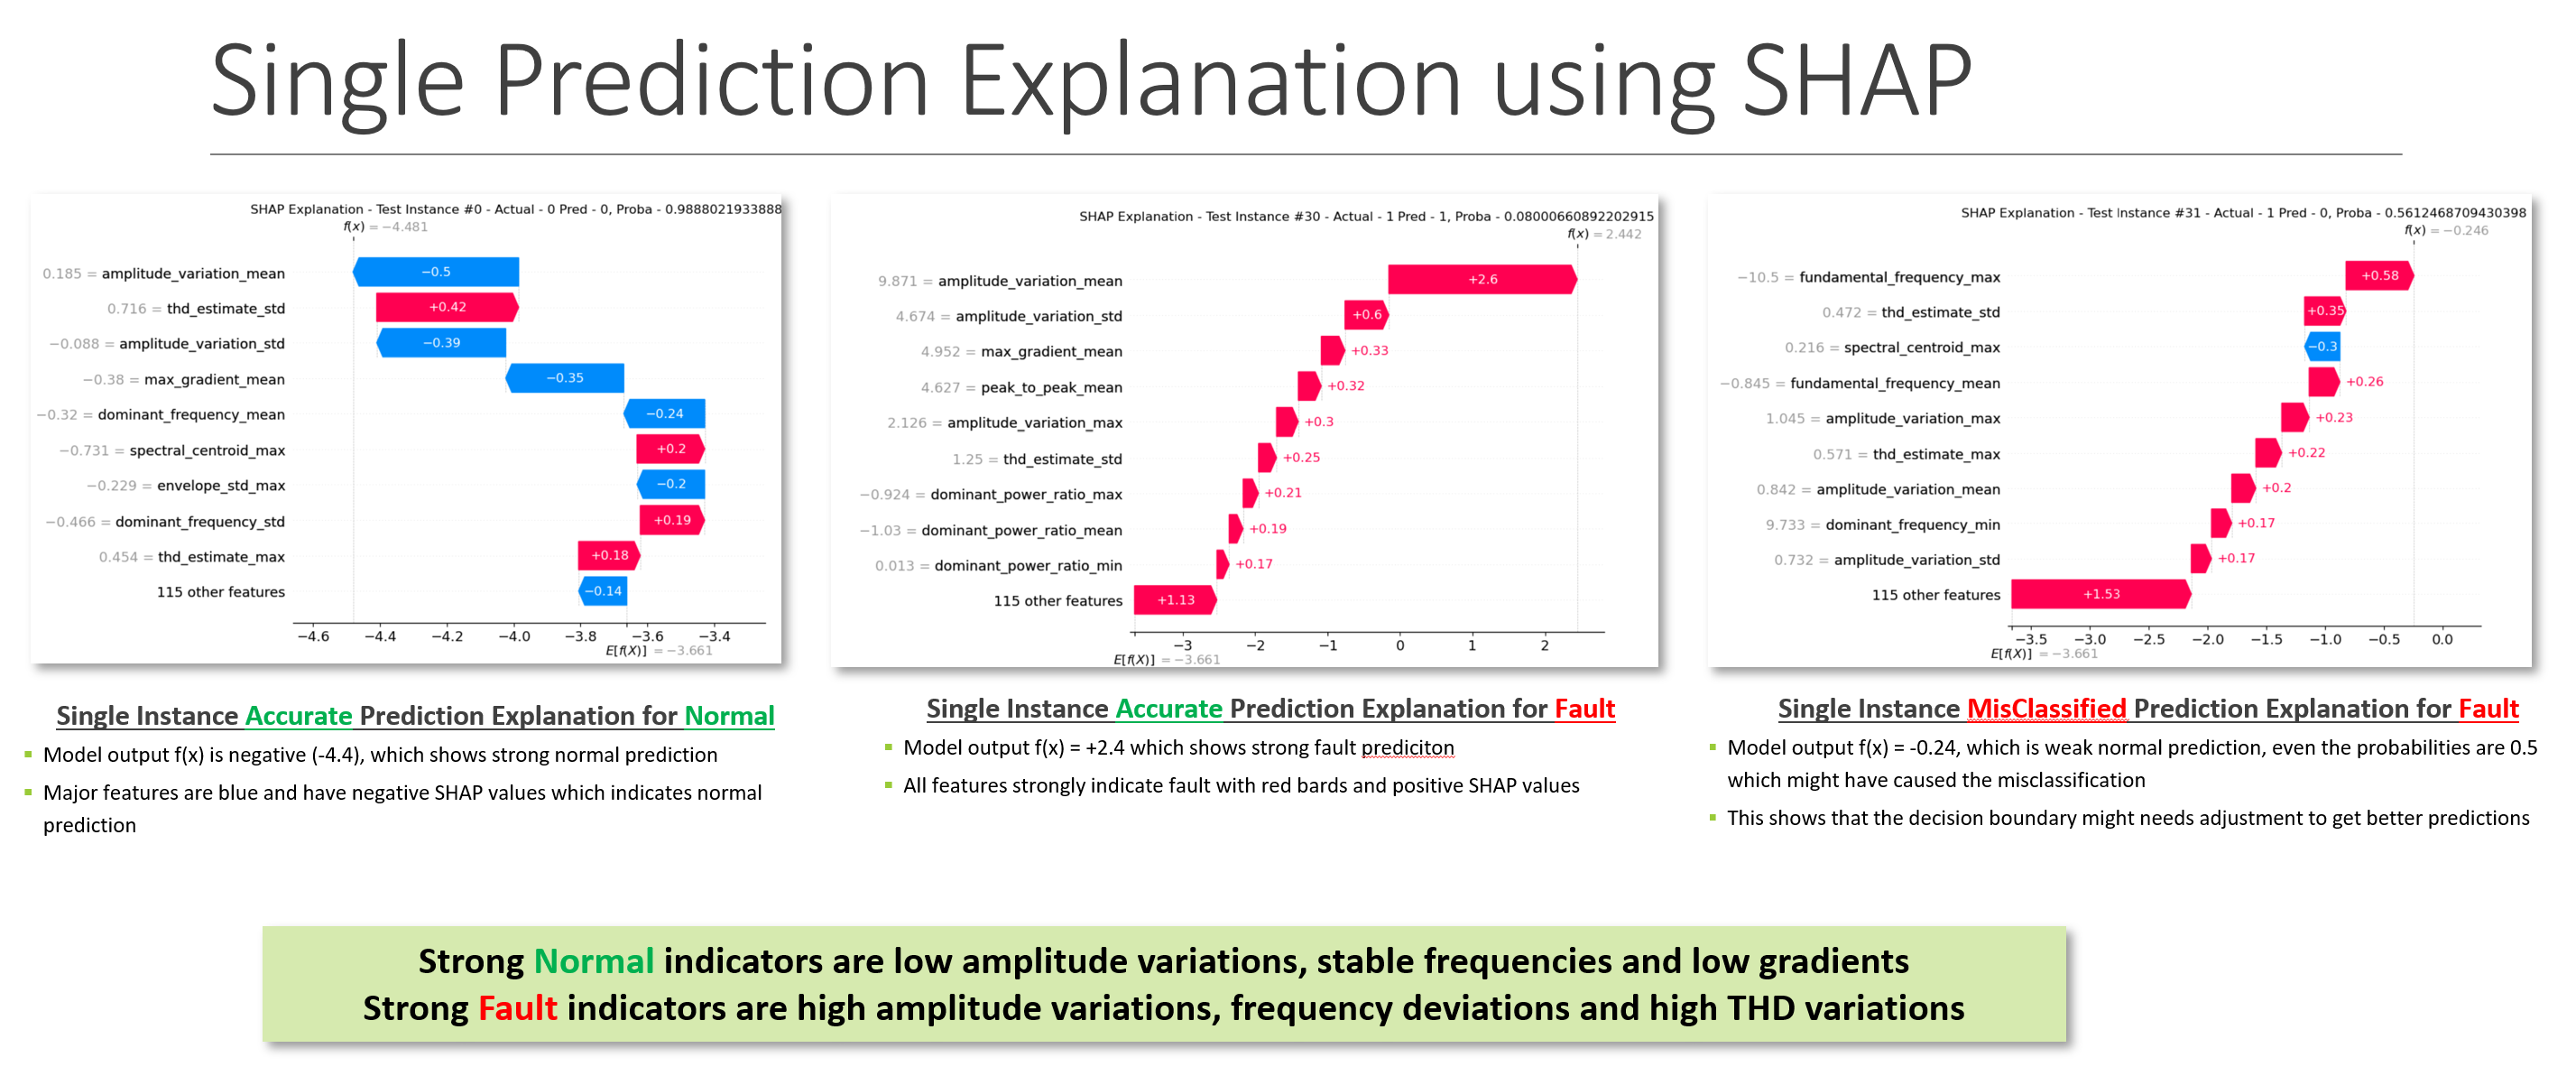 Single Prediction Explanation using SHAP
SHAP Explanation - Test Instance #0 - Actual - 0 Pred - 0, Proba - 0.9888021933888
f(x) = −4.481
0.185 = amplitude_variation_mean
−0.5
0.716 = thd_estimate_std
+0.42
−0.088 = amplitude_variation_std
−0.39
−0.38 = max_gradient_mean
−0.35
−0.32 = dominant_frequency_mean
−0.24
−0.731 = spectral_centroid_max
+0.2
−0.229 = envelope_std_max
−0.2
−0.466 = dominant_frequency_std
+0.19
0.454 = thd_estimate_max
+0.18
115 other features
−0.14
−4.6 −4.4 −4.2 −4.0 −3.8 −3.6 −3.4
E[f(X)] = −3.661
SHAP Explanation - Test Instance #30 - Actual - 1 Pred - 1, Proba - 0.08000660892202915
f(x) = 2.442
9.871 = amplitude_variation_mean
+2.6
4.674 = amplitude_variation_std
+0.6
4.952 = max_gradient_mean
+0.33
4.627 = peak_to_peak_mean
+0.32
2.126 = amplitude_variation_max
+0.3
1.25 = thd_estimate_std
+0.25
−0.924 = dominant_power_ratio_max
+0.21
−1.03 = dominant_power_ratio_mean
+0.19
0.013 = dominant_power_ratio_min
+0.17
115 other features
+1.13
−3 −2 −1 0 1 2
E[f(X)] = −3.661
SHAP Explanation - Test Instance #31 - Actual - 1 Pred - 0, Proba - 0.5612468709430398
f(x) = −0.246
−10.5 = fundamental_frequency_max
+0.58
0.472 = thd_estimate_std
+0.35
0.216 = spectral_centroid_max
−0.3
−0.845 = fundamental_frequency_mean
+0.26
1.045 = amplitude_variation_max
+0.23
0.571 = thd_estimate_max
+0.22
0.842 = amplitude_variation_mean
+0.2
9.733 = dominant_frequency_min
+0.17
0.732 = amplitude_variation_std
+0.17
115 other features
+1.53
−3.5 −3.0 −2.5 −2.0 −1.5 −1.0 −0.5 0.0
E[f(X)] = −3.661
Single Instance Accurate Prediction Explanation for Normal
Model output f(x) is negative (-4.4), which shows strong normal prediction
Major features are blue and have negative SHAP values which indicates normal
prediction
Single Instance Accurate Prediction Explanation for Fault
Model output f(x) = +2.4 which shows strong fault prediciton
All features strongly indicate fault with red bards and positive SHAP values
Single Instance MisClassified Prediction Explanation for Fault
Model output f(x) = -0.24, which is weak normal prediction, even the probabilities are 0.5
which might have caused the misclassification
This shows that the decision boundary might needs adjustment to get better predictions
Strong Normal indicators are low amplitude variations, stable frequencies and low gradients
Strong Fault indicators are high amplitude variations, frequency deviations and high THD variations